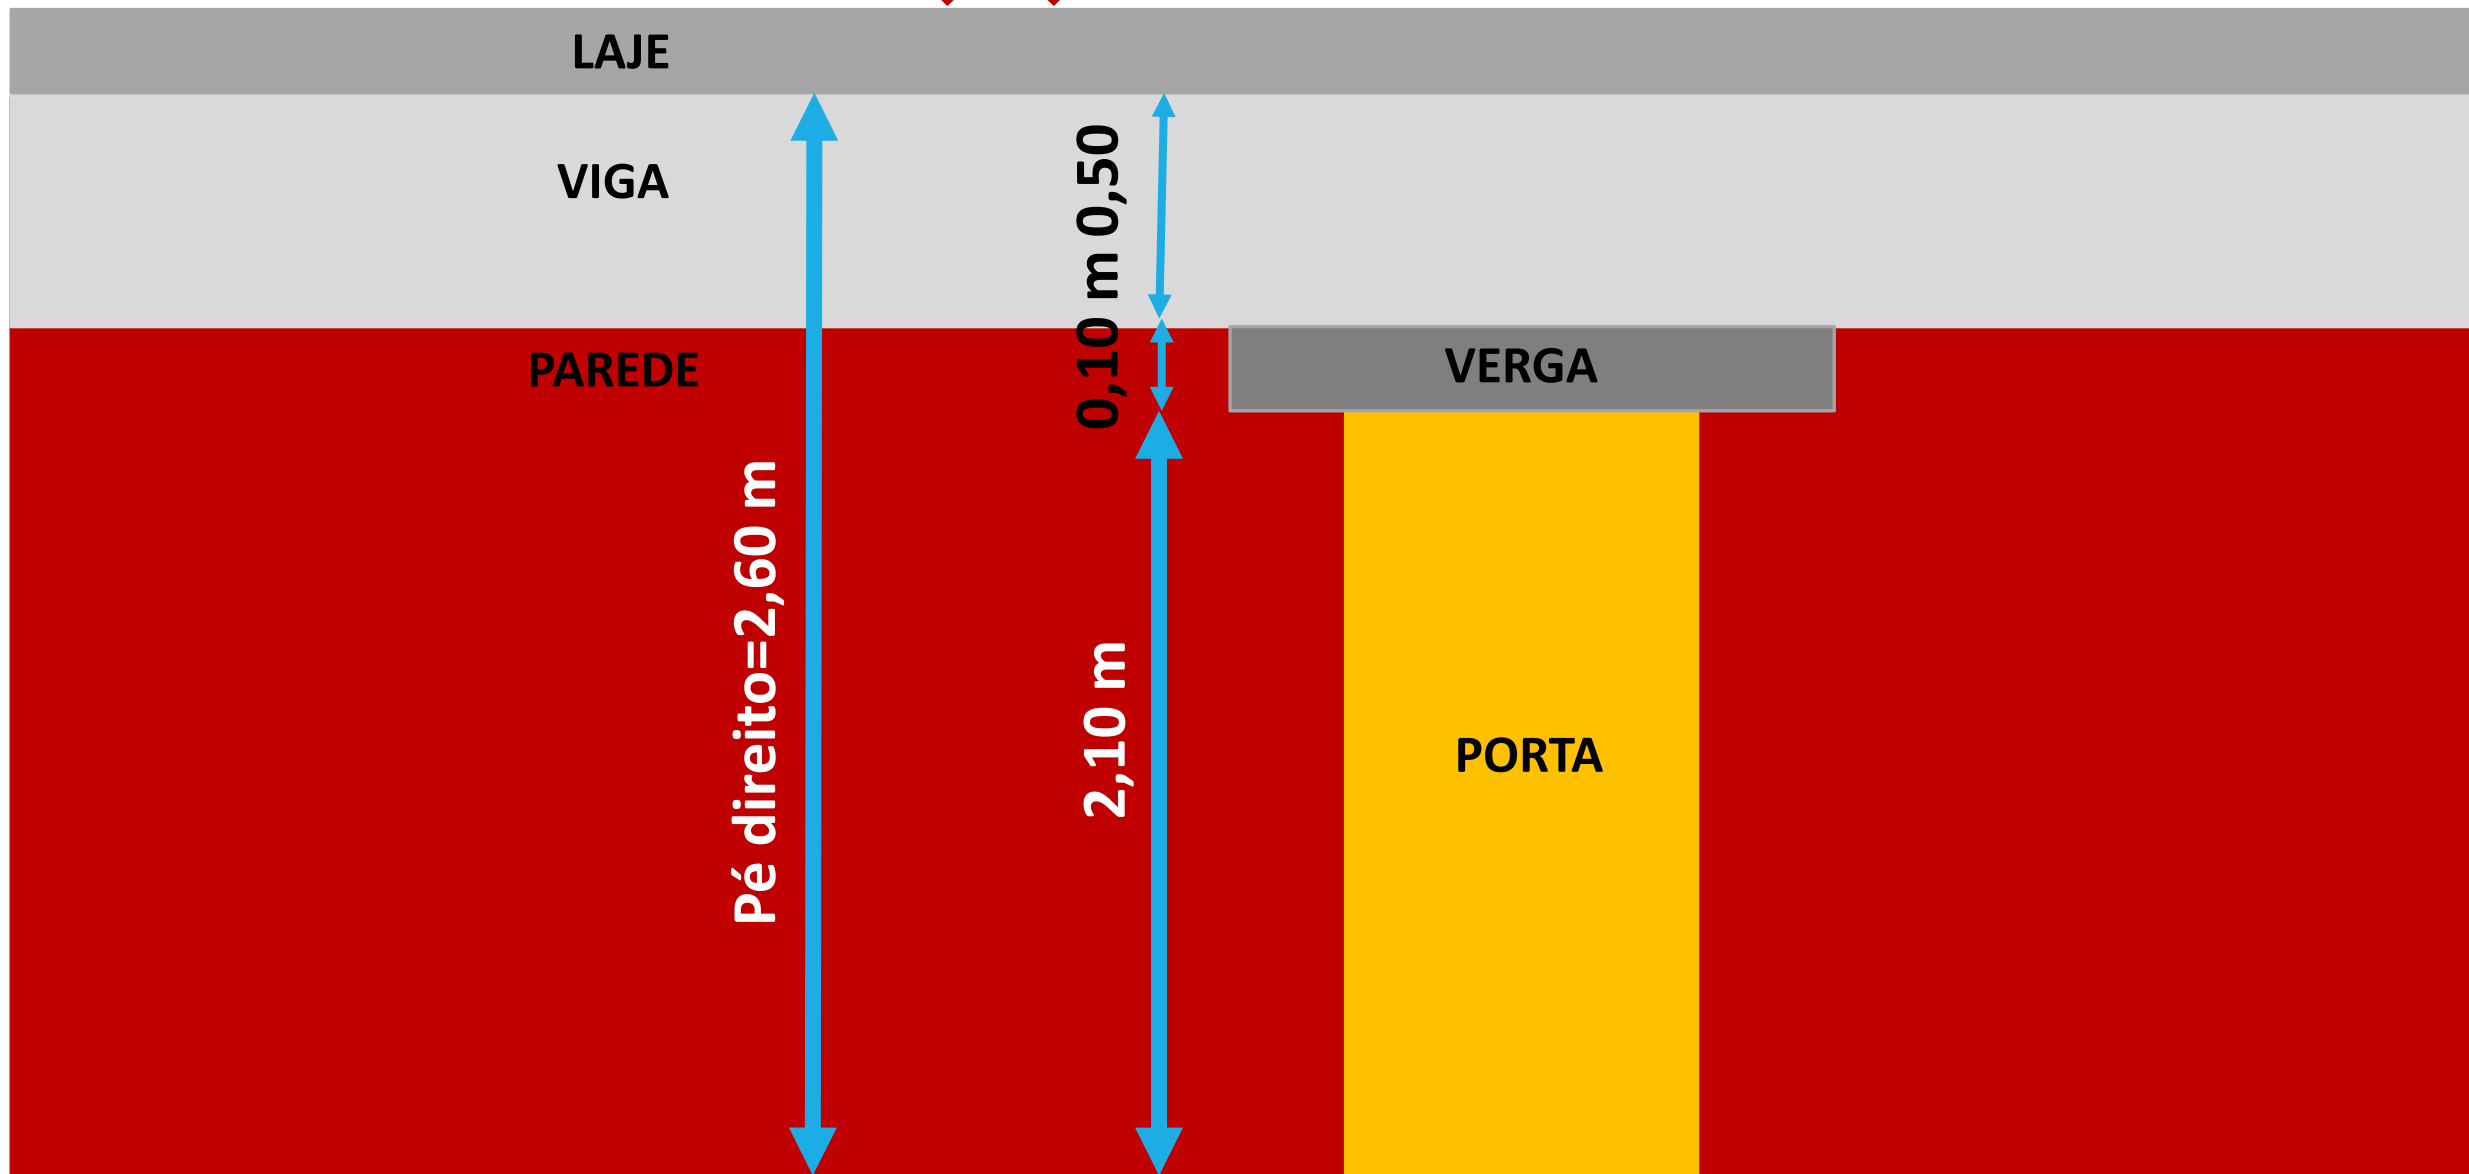 LAJE
VIGA
0,10 m 0,50
PAREDE
VERGA
Pé direito=2,60 m
2,10 m
PORTA